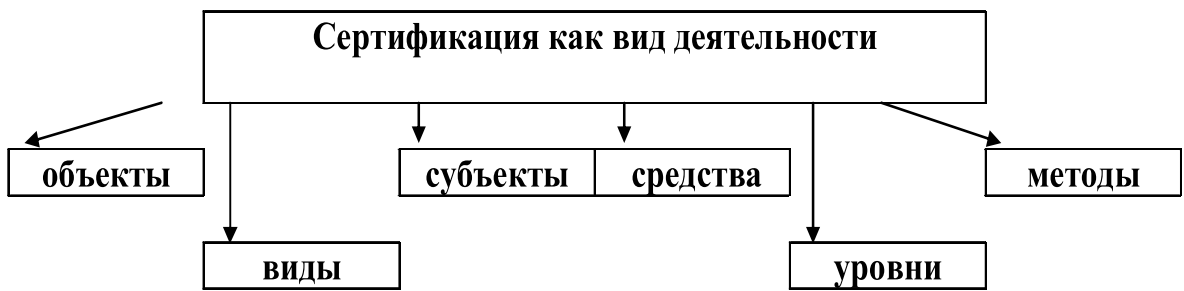 Сертификация как вид деятельности
объекты
субъекты
средства
методы
виды
уровни